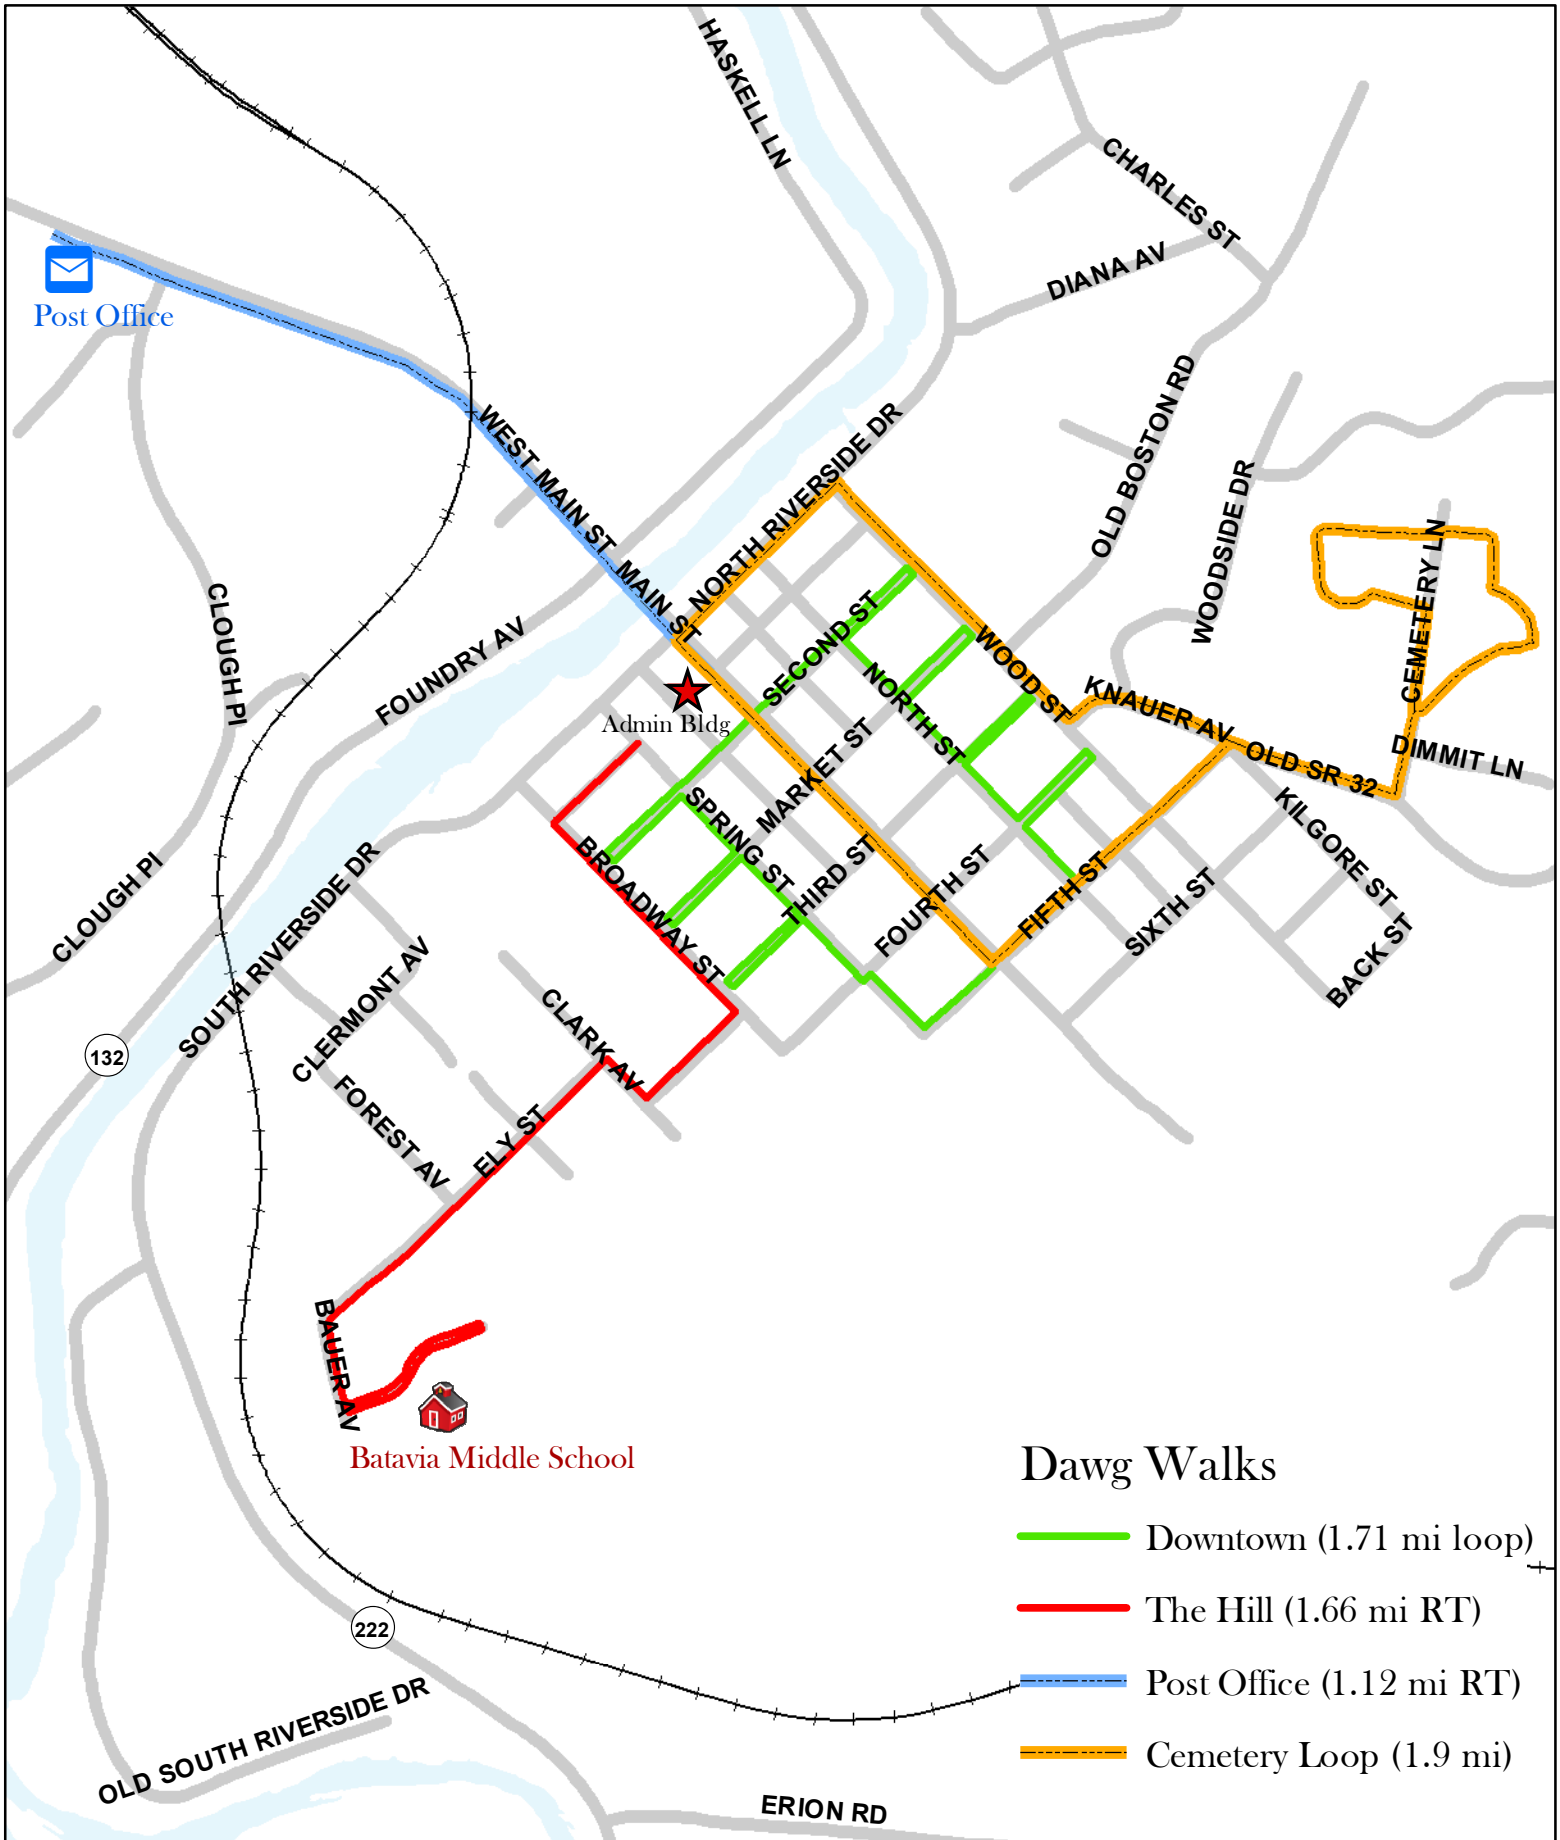 HASKELL LN
CHARLES ST
DIANA AV
Post Office
OLD BOSTON RD
WEST MAIN ST
NORTH RIVERSIDE DR
WOODSIDE DR
CEMETERY LN
MAIN ST
CLOUGH PI
FOUNDRY AV
SECOND ST
WOOD ST
NORTH ST
KNAUER AV
OLD SR 32
DIMMIT LN
Admin Bldg
MARKET ST
SPRING ST
BROADWAY ST
THIRD ST
FOURTH ST
FIFTH ST
SIXTH ST
KILGORE ST
BACK ST
CLOUGH PI
SOUTH RIVERSIDE DR
CLERMONT AV
CLARK AV
132
FOREST AV
ELY ST
BAUER AV
Batavia Middle School
Dawg Walks
Downtown (1.71 mi loop)
The Hill (1.66 mi RT)
Post Office (1.12 mi RT)
Cemetery Loop (1.9 mi)
222
OLD SOUTH RIVERSIDE DR
ERION RD